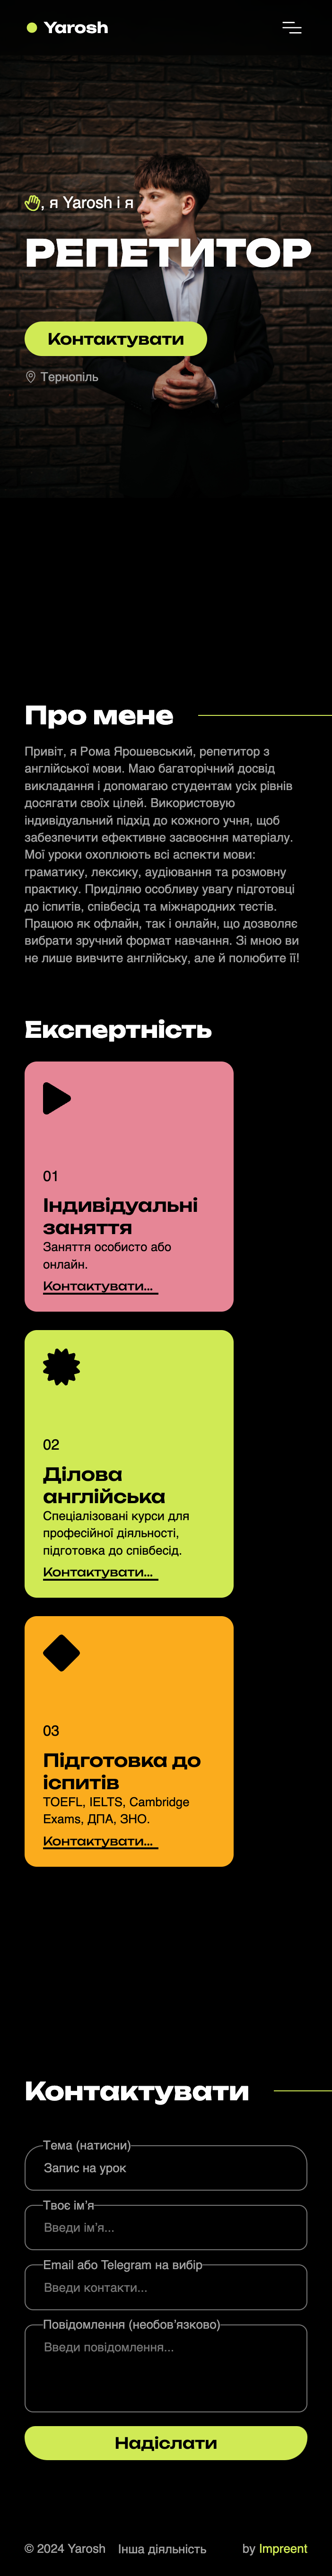 Yarosh
👋, я Yarosh і я
РЕПЕТИТОР
Контактувати
Тернопіль
Про мене
Привіт, я Рома Ярошевський, репетитор з
англійської мови. Маю багаторічний досвід
викладання і допомагаю студентам усіх рівнів
досягати своїх цілей. Використовую
індивідуальний підхід до кожного учня, щоб
забезпечити ефективне засвоєння матеріалу.
Мої уроки охоплюють всі аспекти мови:
граматику, лексику, аудіювання та розмовну
практику. Приділяю особливу увагу підготовці
до іспитів, співбесід та міжнародних тестів.
Працюю як офлайн, так і онлайн, що дозволяє
вибрати зручний формат навчання. Зі мною ви
не лише вивчите англійську, але й полюбите її!
Експертність
01
Індивідуальні
заняття
Заняття особисто або
онлайн.
Контактувати...
02
Ділова
англійська
Спеціалізовані курси для
професійної діяльності,
підготовка до співбесід.
Контактувати...
03
Підготовка до
іспитів
TOEFL, IELTS, Cambridge
Exams, ДПА, ЗНО.
Контактувати...
Контактувати
Тема (натисни)
Запис на урок
Твоє ім’я
Введи ім’я...
Email або Telegram на вибір
Введи контакти...
Повідомлення (необов’язково)
Введи повідомлення...
Надіслати
© 2024 Yarosh Інша діяльність by Impreent